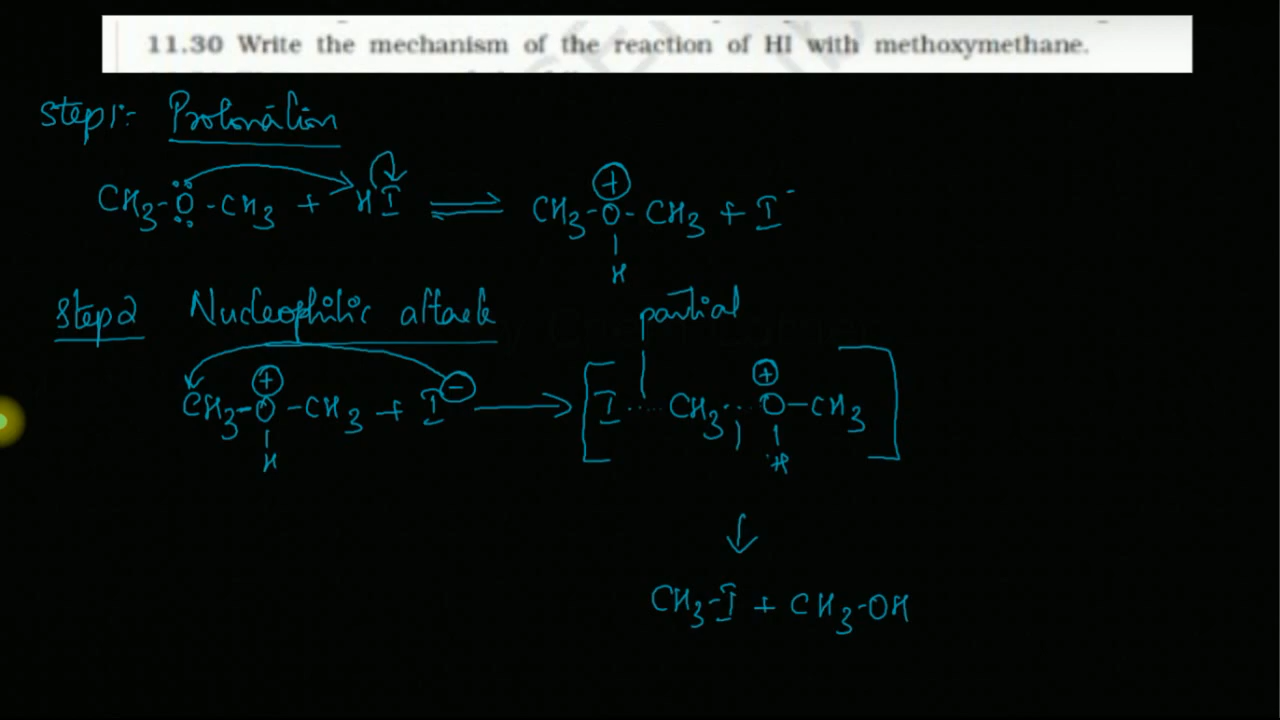 11.30 Write the mechanism of the reaction of HI with methoxymethane.
Step1:- Protonation
CH3-O-CH3 + HI ⇌ CH3-O-CH3 + I-
+
H
Step2 Nucleophilic attack
partial
CH3-O-CH3 + I- → [I.....CH3...O-CH3]
+ +
H H
↓
CH3-I + CH3-OH